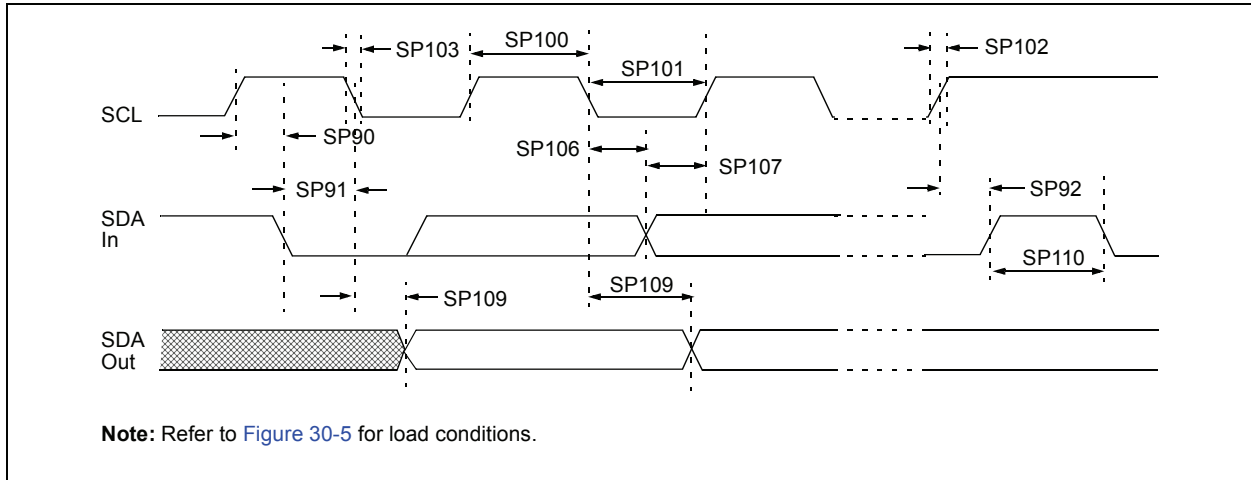 SP103
SP100
SP102
SP101
SCL
SP90
SP106
SP107
SP91
SP92
SDA
In
SP110
SP109
SP109
SDA
Out
Note: Refer to Figure 30-5 for load conditions.